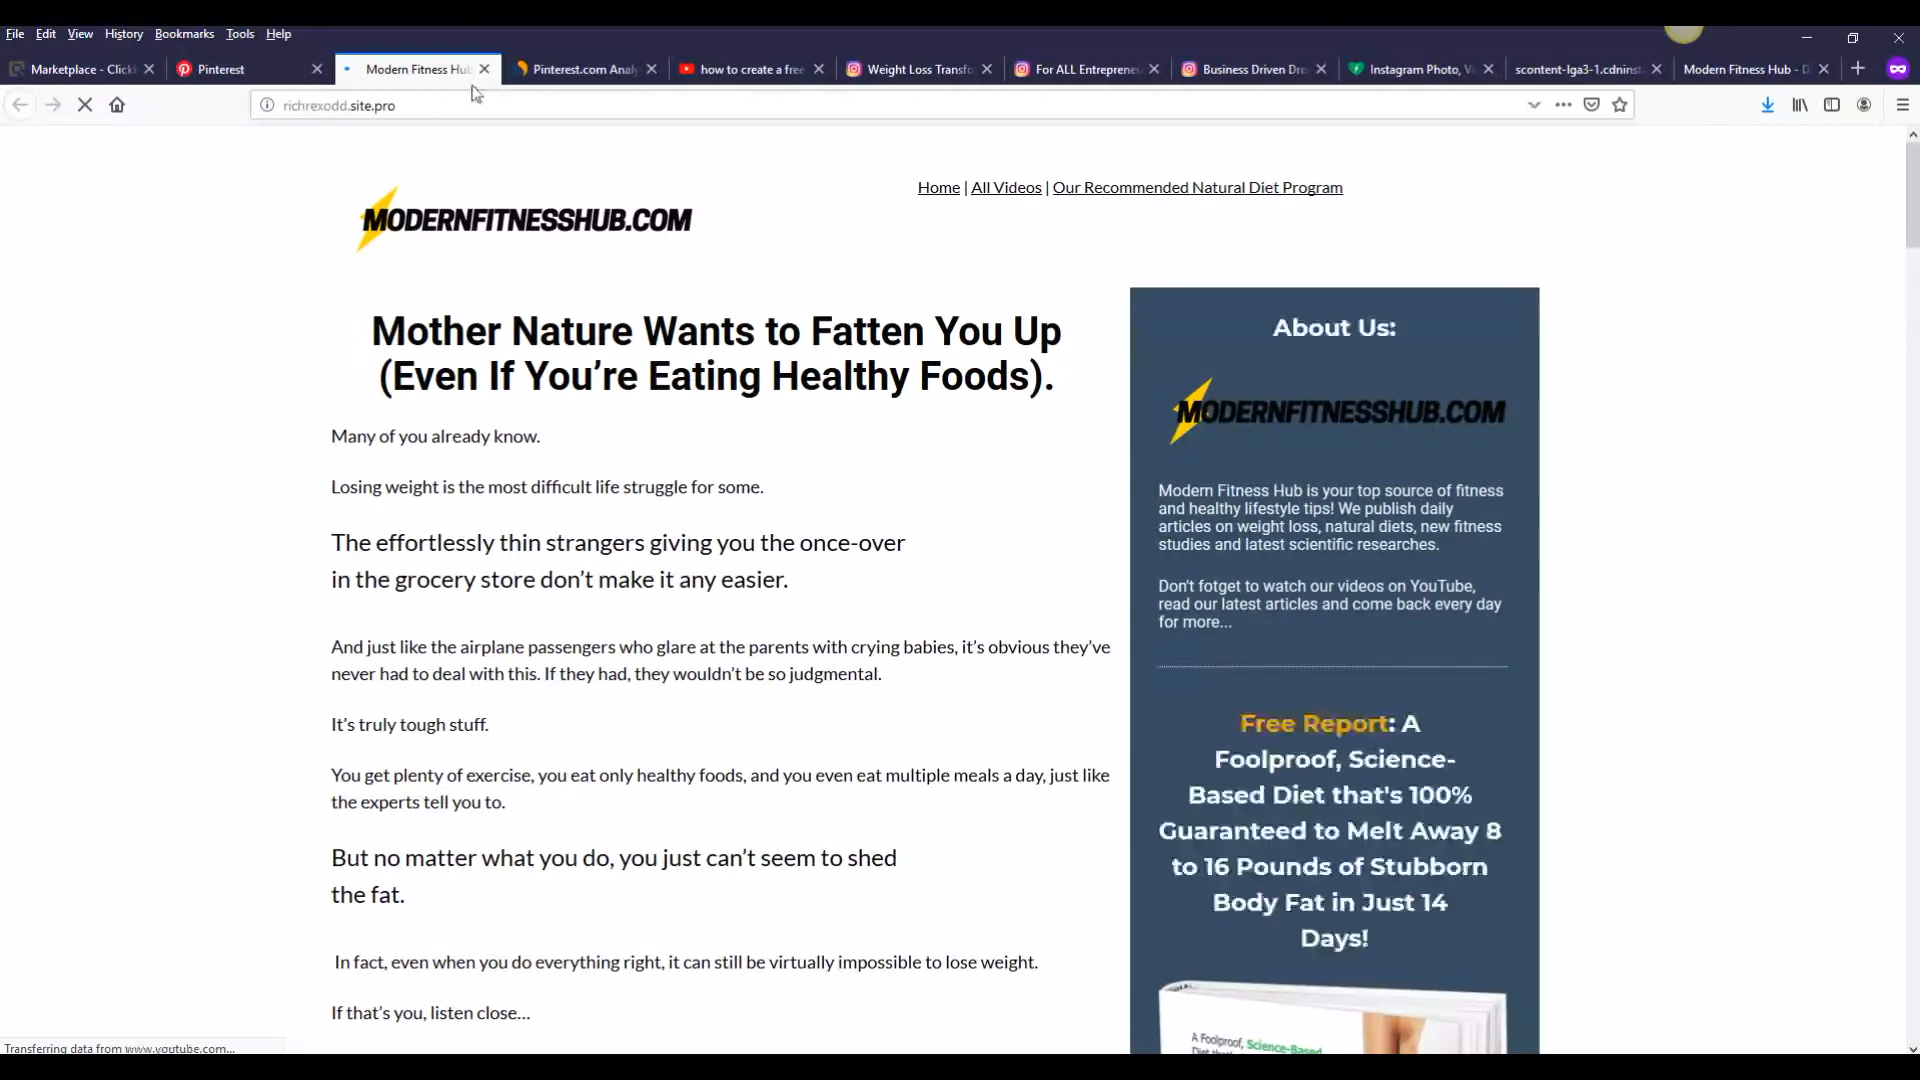 File Edit View History Bookmarks Tools Help
Marketplace - Click
Pinterest
Modern Fitness Hub
Pinterest.com Analy
how to create a free
Weight Loss Transfo
For ALL Entreprene
Business Driven Dre
Instagram Photo, V
scontent-lga3-1.cdninst
Modern Fitness Hub - D
richrexodd.site.pro
Home | All Videos | Our Recommended Natural Diet Program
MODERNFITNESSHUB.COM
Mother Nature Wants to Fatten You Up
(Even If You’re Eating Healthy Foods).
Many of you already know.
Losing weight is the most difficult life struggle for some.
The effortlessly thin strangers giving you the once-over
in the grocery store don’t make it any easier.
And just like the airplane passengers who glare at the parents with crying babies, it’s obvious they’ve
never had to deal with this. If they had, they wouldn’t be so judgmental.
It’s truly tough stuff.
You get plenty of exercise, you eat only healthy foods, and you even eat multiple meals a day, just like
the experts tell you to.
But no matter what you do, you just can’t seem to shed
the fat.
In fact, even when you do everything right, it can still be virtually impossible to lose weight.
If that’s you, listen close...
About Us:
MODERNFITNESSHUB.COM
Modern Fitness Hub is your top source of fitness
and healthy lifestyle tips! We publish daily
articles on weight loss, natural diets, new fitness
studies and latest scientific researches.
Don't fotget to watch our videos on YouTube,
read our latest articles and come back every day
for more...
Free Report: A
Foolproof, Science-
Based Diet that's 100%
Guaranteed to Melt Away 8
to 16 Pounds of Stubborn
Body Fat in Just 14
Days!
A Foolproof, Science-Based
Transferring data from www.youtube.com...